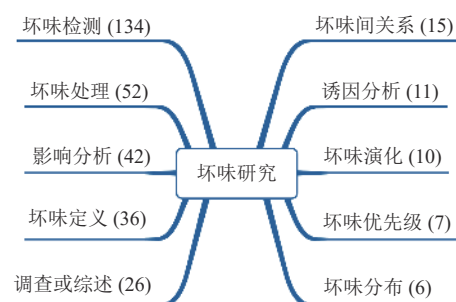 坏味检测 (134)
坏味处理 (52)
影响分析 (42)
坏味定义 (36)
调查或综述 (26)
坏味研究
坏味间关系 (15)
诱因分析 (11)
坏味演化 (10)
坏味优先级 (7)
坏味分布 (6)